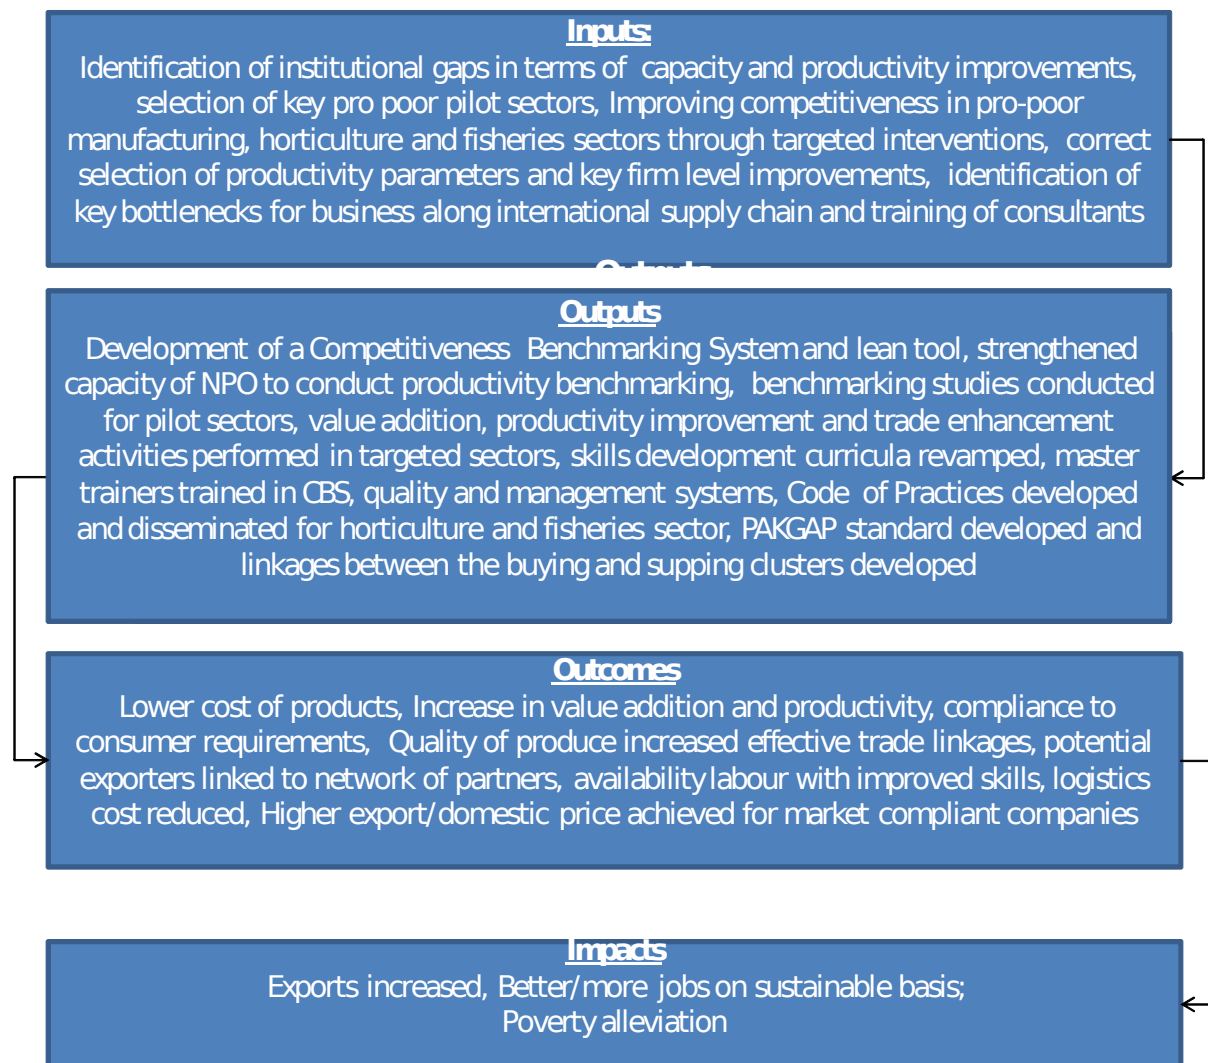 Inputs:
Identification of institutional gaps in terms of capacity and productivity improvements,
selection of key pro poor pilot sectors, Improving competitiveness in pro-poor
manufacturing, horticulture and fisheries sectors through targeted interventions, correct
selection of productivity parameters and key firm level improvements, identification of
key bottlenecks for business along international supply chain and training of consultants
Outputs
Outputs
Development of a Competitiveness Benchmarking System and lean tool, strengthened
capacity of NPO to conduct productivity benchmarking, benchmarking studies conducted
for pilot sectors, value addition, productivity improvement and trade enhancement
activities performed in targeted sectors, skills development curricula revamped, master
trainers trained in CBS, quality and management systems, Code of Practices developed
and disseminated for horticulture and fisheries sector, PAKGAP standard developed and
linkages between the buying and supping clusters developed
Outcomes
Lower cost of products, Increase in value addition and productivity, compliance to
consumer requirements, Quality of produce increased effective trade linkages, potential
exporters linked to network of partners, availability labour with improved skills, logistics
cost reduced, Higher export/domestic price achieved for market compliant companies
Impacts
Exports increased, Better/more jobs on sustainable basis;
Poverty alleviation